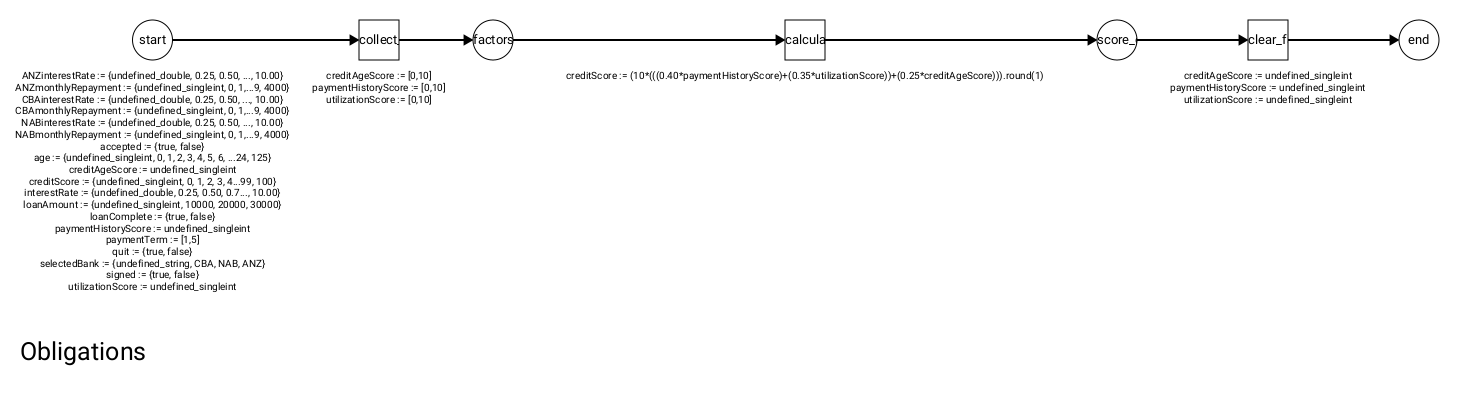 start
collect_
factors
calcula
score_
clear_f
end
ANZinterestRate := {undefined_double, 0.25, 0.50, ..., 10.00}
ANZmonthlyRepayment := {undefined_singleint, 0, 1,...9, 4000}
CBAinterestRate := {undefined_double, 0.25, 0.50, ..., 10.00}
CBAmonthlyRepayment := {undefined_singleint, 0, 1,...9, 4000}
NABinterestRate := {undefined_double, 0.25, 0.50, ..., 10.00}
NABmonthlyRepayment := {undefined_singleint, 0, 1,...9, 4000}
accepted := {true, false}
age := {undefined_singleint, 0, 1, 2, 3, 4, 5, 6, ...24, 125}
creditAgeScore := undefined_singleint
creditScore := {undefined_singleint, 0, 1, 2, 3, 4...99, 100}
interestRate := {undefined_double, 0.25, 0.50, 0.7..., 10.00}
loanAmount := {undefined_singleint, 10000, 20000, 30000}
loanComplete := {true, false}
paymentHistoryScore := undefined_singleint
paymentTerm := [1,5]
quit := {true, false}
selectedBank := {undefined_string, CBA, NAB, ANZ}
signed := {true, false}
utilizationScore := undefined_singleint
creditAgeScore := [0,10]
paymentHistoryScore := [0,10]
utilizationScore := [0,10]
creditScore := (10*(((0.40*paymentHistoryScore)+(0.35*utilizationScore))+(0.25*creditAgeScore))).round(1)
creditAgeScore := undefined_singleint
paymentHistoryScore := undefined_singleint
utilizationScore := undefined_singleint
Obligations